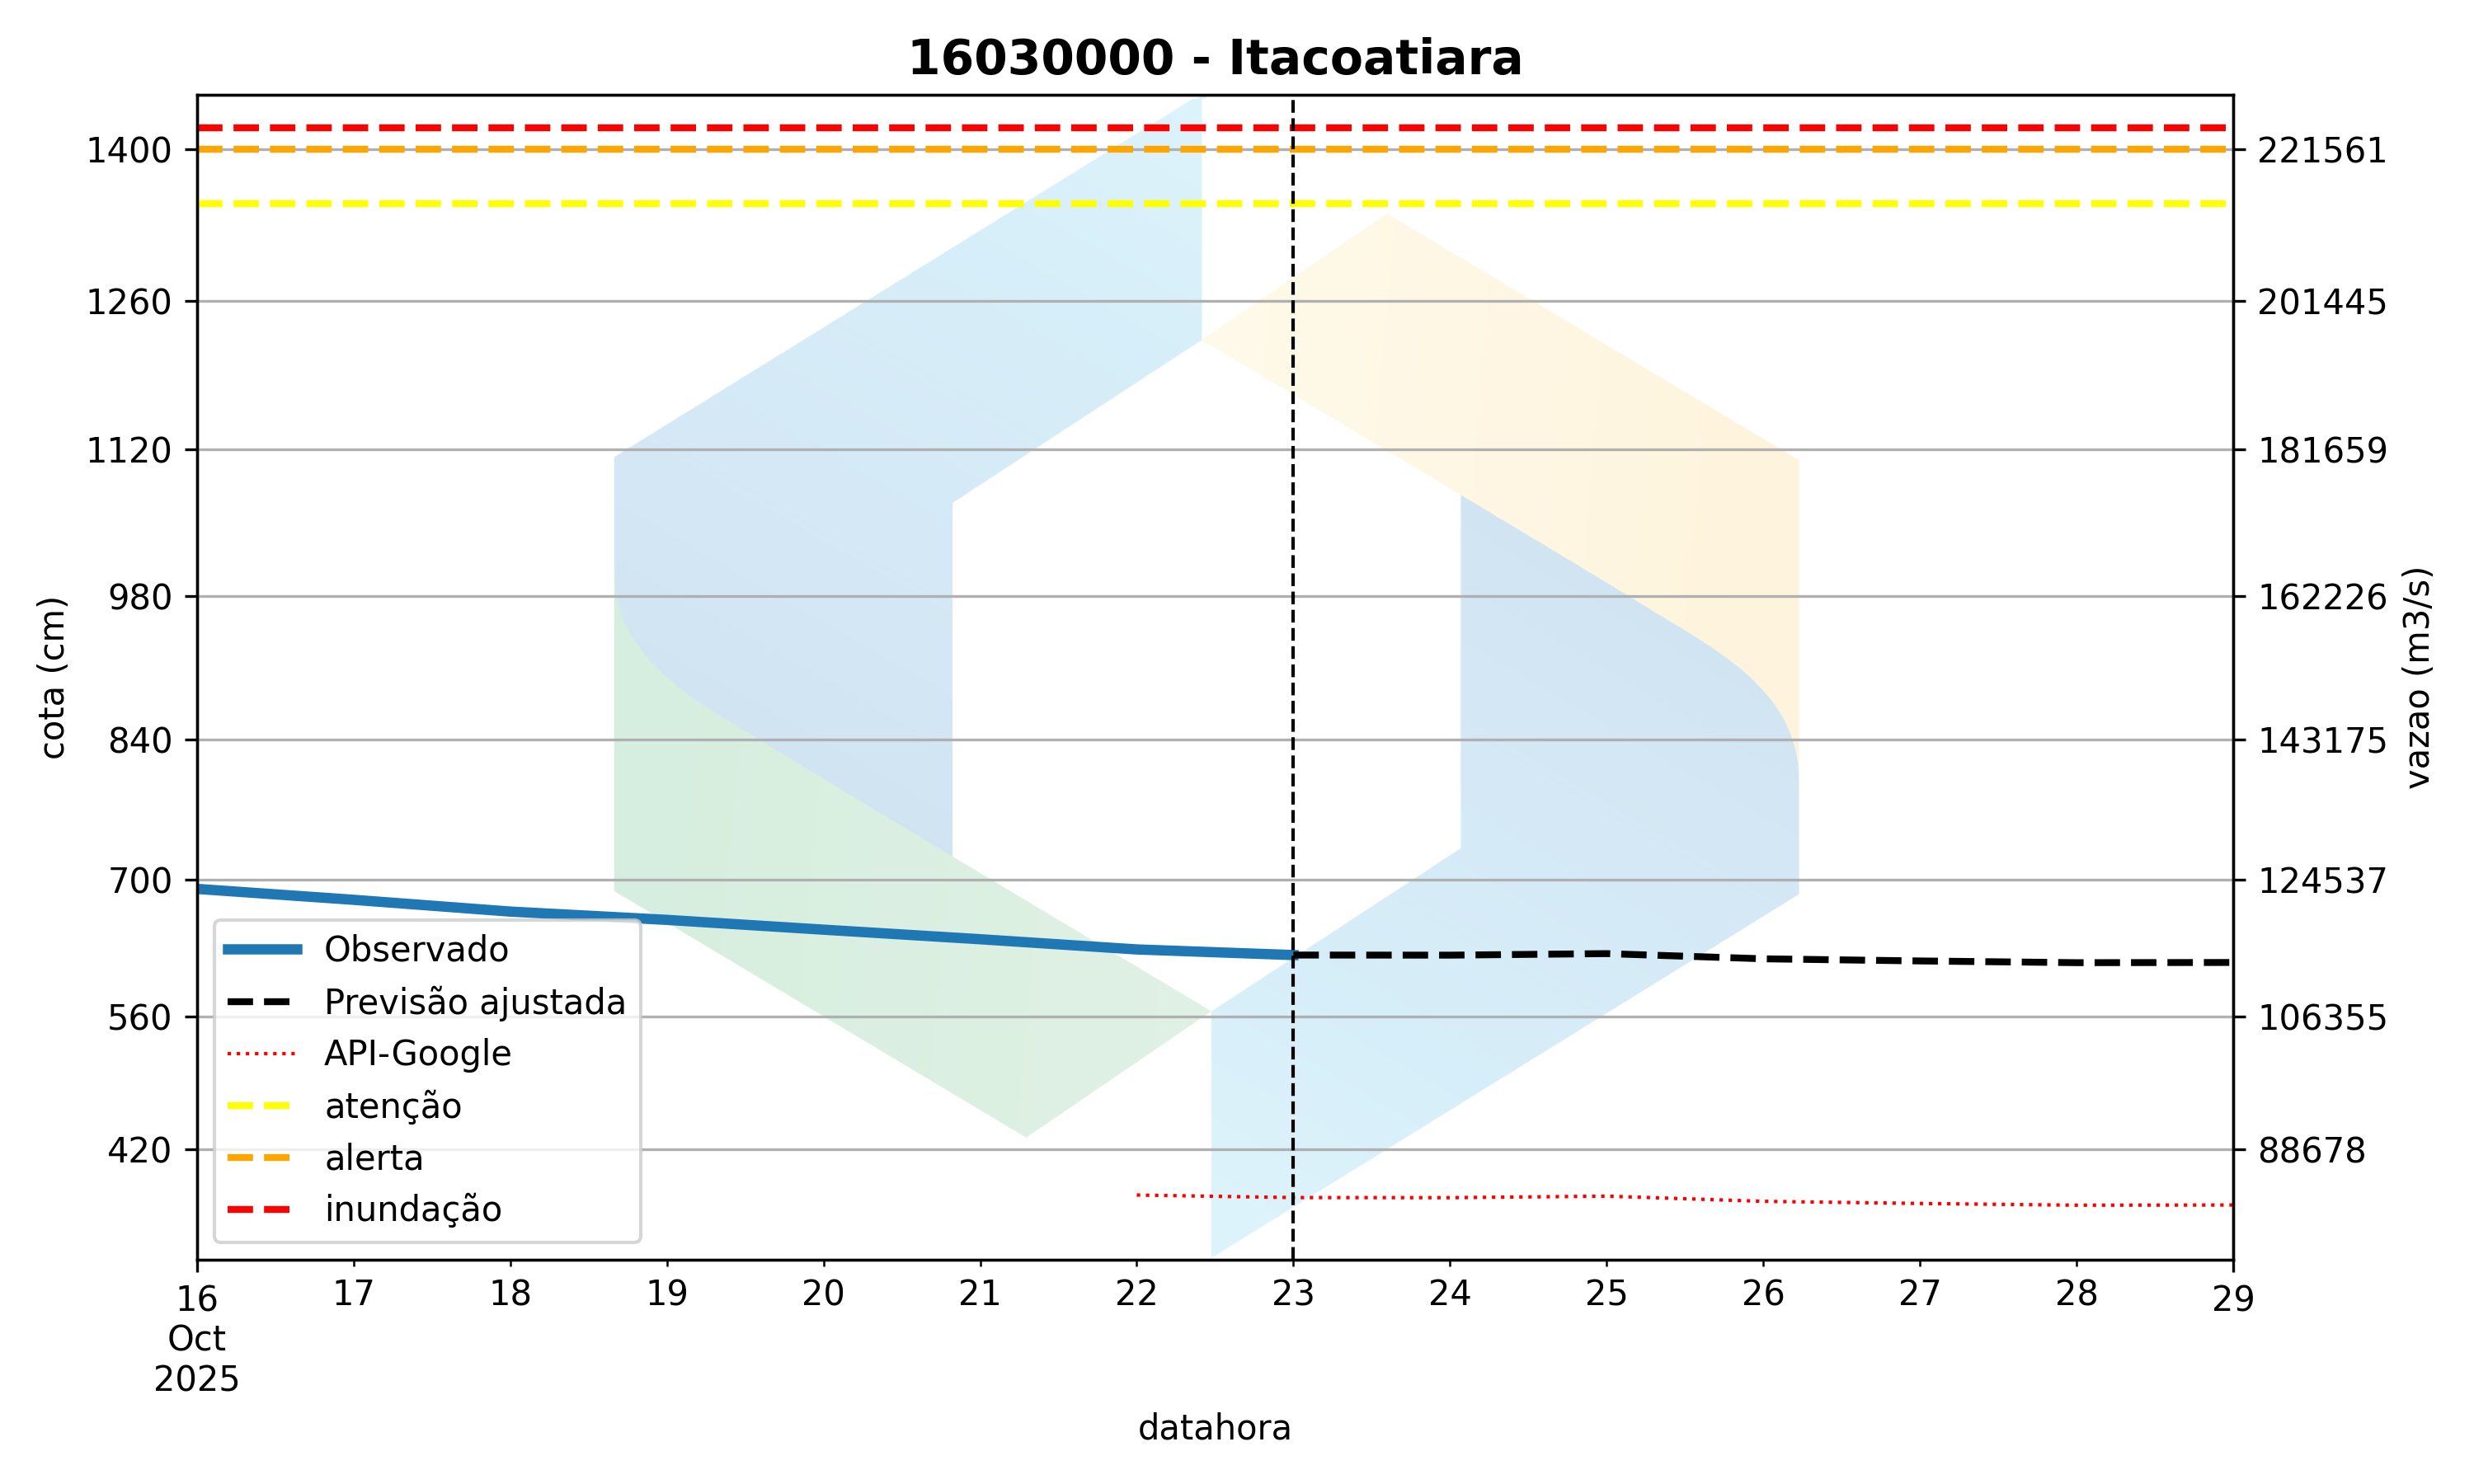 16030000 - Itacoatiara
1400
1260
1120
980
840
700
560
420
cota (cm)
221561
201445
181659
162226
143175
124537
106355
88678
vazao (m3/s)
Observado
Previsão ajustada
API-Google
atenção
alerta
inundação
16
Oct
2025
17
18
19
20
21
22
23
24
25
26
27
28
29
datahora